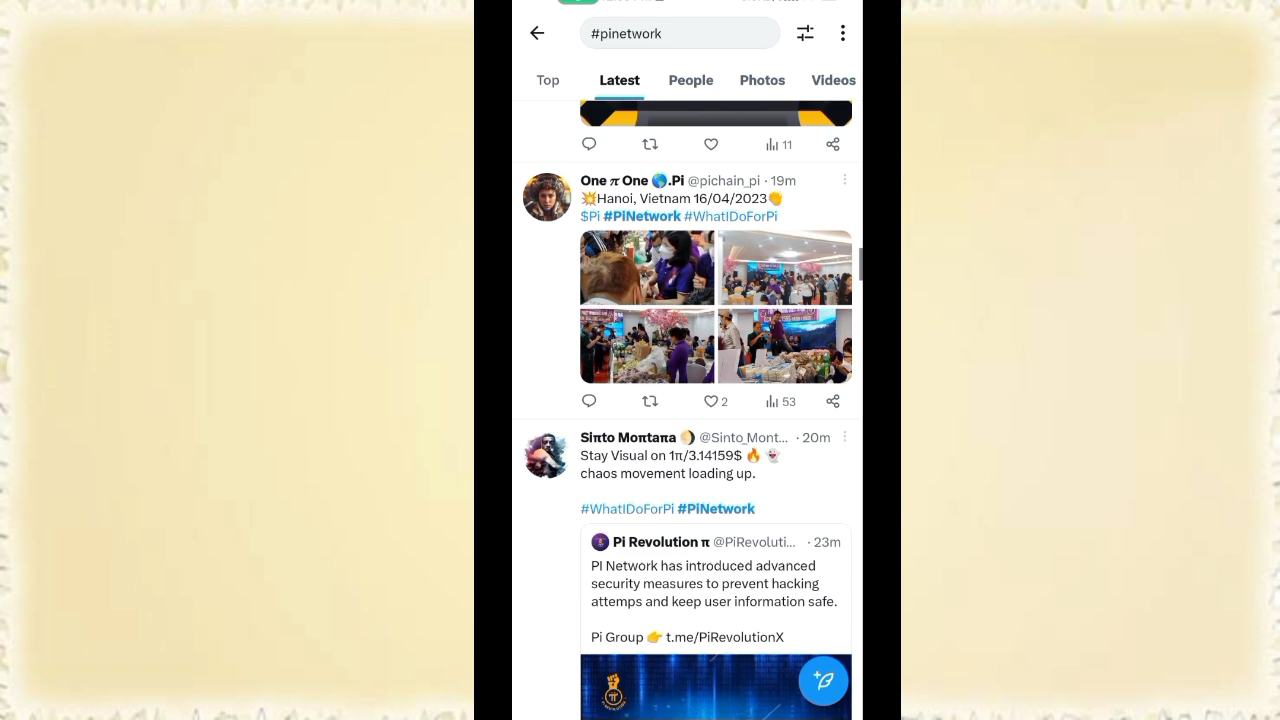 #pinetwork
Top Latest People Photos Videos
11
One π One 🌎.Pi @pichain_pi · 19m
💥Hanoi, Vietnam 16/04/2023👏
$Pi #PiNetwork #WhatIDoForPi
2 53
Siπto Moπtaπa 🌖 @Sinto_Mont... · 20m
Stay Visual on 1π/3.14159$ 🔥 👻
chaos movement loading up.
#WhatIDoForPi #PiNetwork
Pi Revolution π @PiRevoluti... · 23m
PI Network has introduced advanced
security measures to prevent hacking
attemps and keep user information safe.
Pi Group 👉 t.me/PiRevolutionX